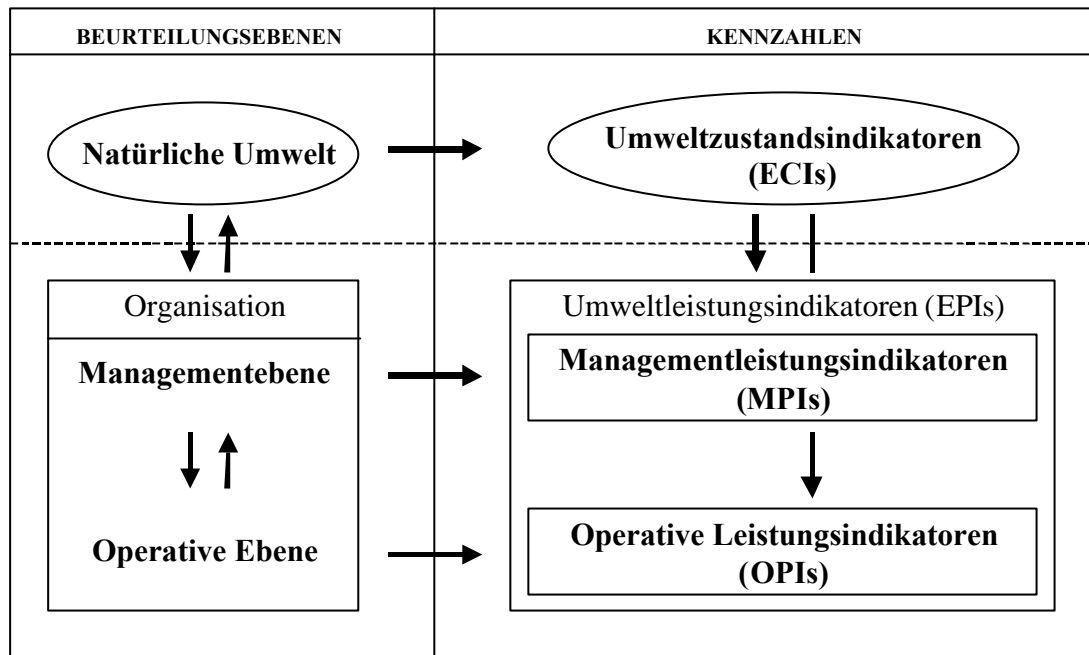 BEURTEILUNGSEBENEN
KENNZAHLEN
Natürliche Umwelt
Umweltzustandsindikatoren
(ECIs)
Organisation
Umweltleistungsindikatoren (EPIs)
Managementebene
Managementleistungsindikatoren
(MPIs)
Operative Ebene
Operative Leistungsindikatoren
(OPIs)